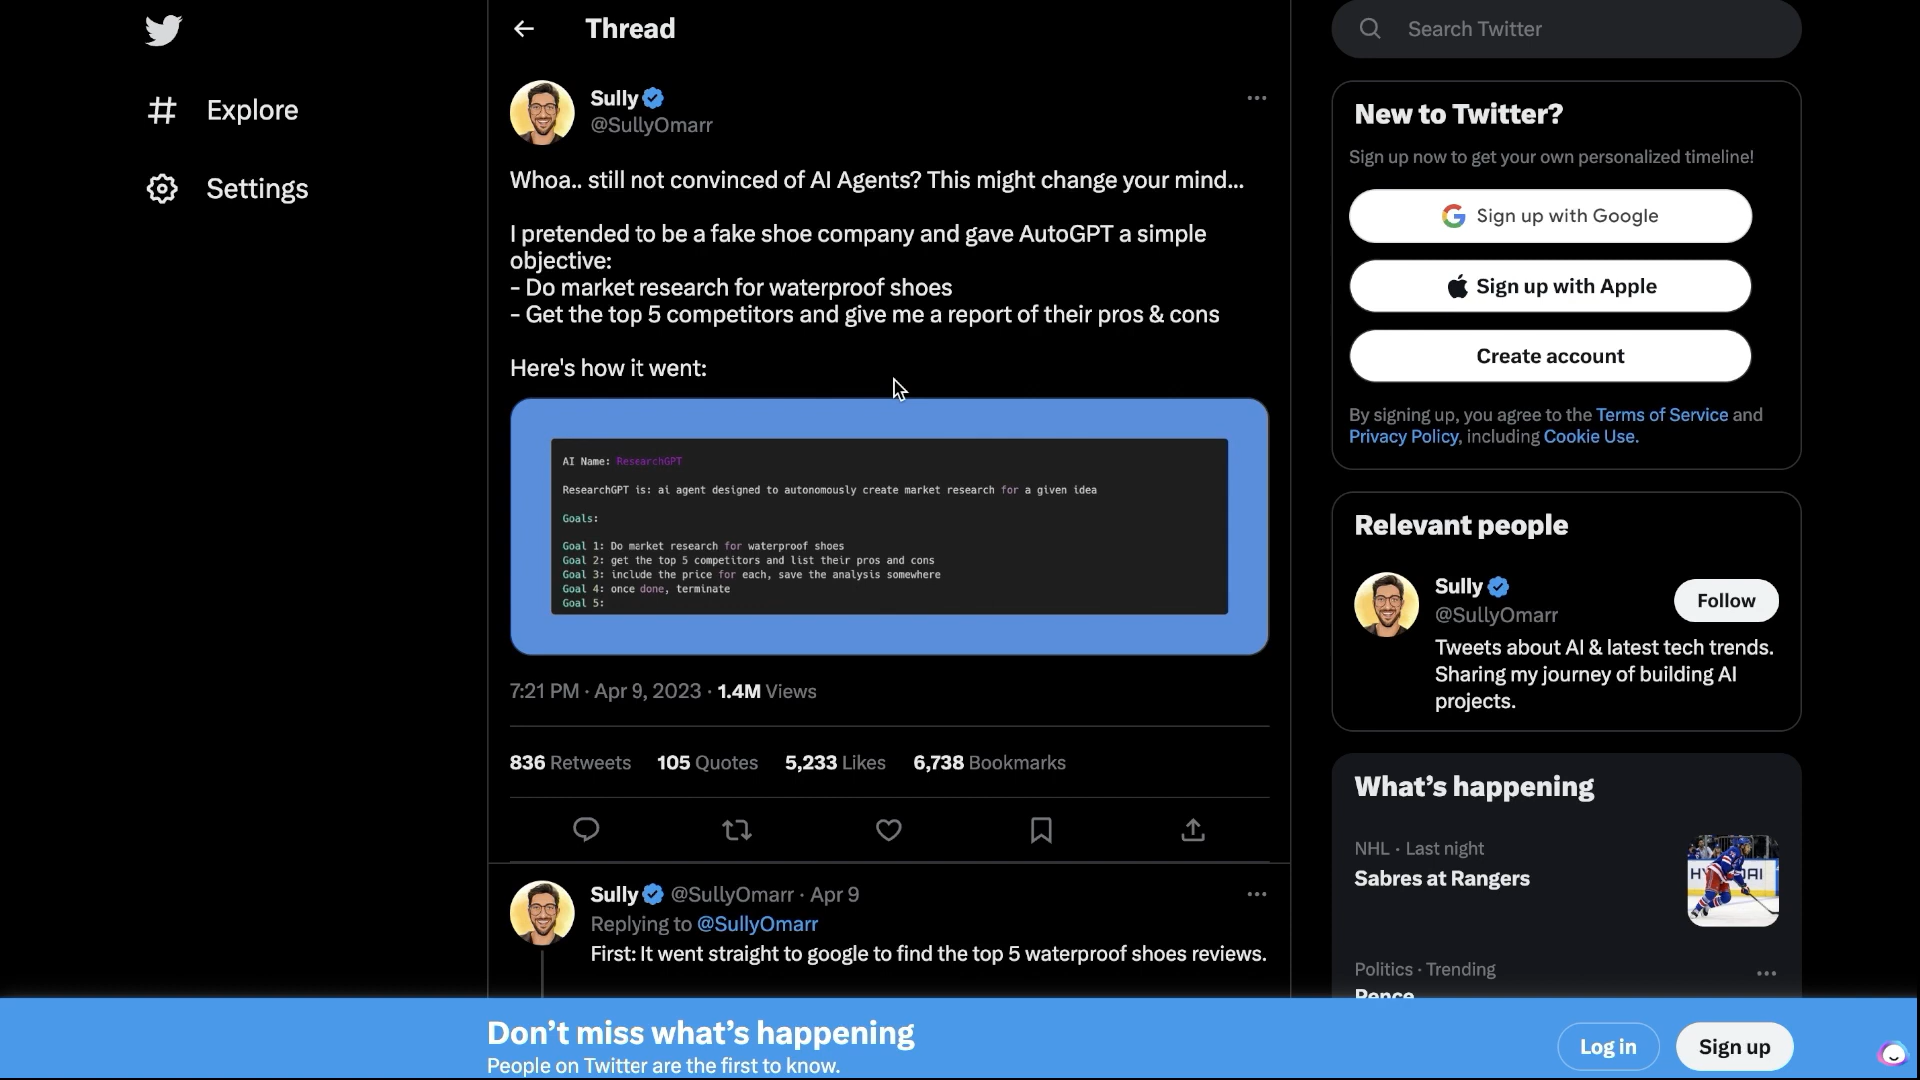 Explore
Settings
Thread
Sully
@SullyOmarr
Whoa.. still not convinced of AI Agents? This might change your mind...
I pretended to be a fake shoe company and gave AutoGPT a simple
objective:
- Do market research for waterproof shoes
- Get the top 5 competitors and give me a report of their pros & cons
Here's how it went:
AI Name: ResearchGPT
ResearchGPT is: ai agent designed to autonomously create market research for a given idea
Goals:
Goal 1: Do market research for waterproof shoes
Goal 2: get the top 5 competitors and list their pros and cons
Goal 3: include the price for each, save the analysis somewhere
Goal 4: once done, terminate
Goal 5:
7:21 PM · Apr 9, 2023 · 1.4M Views
836 Retweets 105 Quotes 5,233 Likes 6,738 Bookmarks
Sully @SullyOmarr · Apr 9
Replying to @SullyOmarr
First: It went straight to google to find the top 5 waterproof shoes reviews.
Search Twitter
New to Twitter?
Sign up now to get your own personalized timeline!
Sign up with Google
Sign up with Apple
Create account
By signing up, you agree to the Terms of Service and
Privacy Policy, including Cookie Use.
Relevant people
Sully
@SullyOmarr
Follow
Tweets about AI & latest tech trends.
Sharing my journey of building AI
projects.
What's happening
NHL · Last night
Sabres at Rangers
Politics · Trending
Pence
Don't miss what's happening
People on Twitter are the first to know.
Log in
Sign up